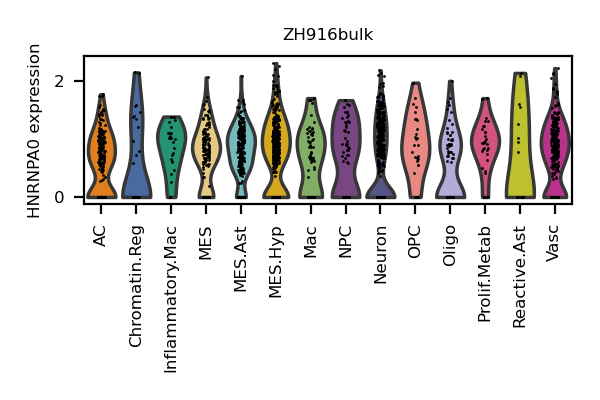 ZH916bulk
HNRNPA0 expression
2
0
AC
Chromatin.Reg
Inflammatory.Mac
MES
MES.Ast
MES.Hyp
Mac
NPC
Neuron
OPC
Oligo
Prolif.Metab
Reactive.Ast
Vasc